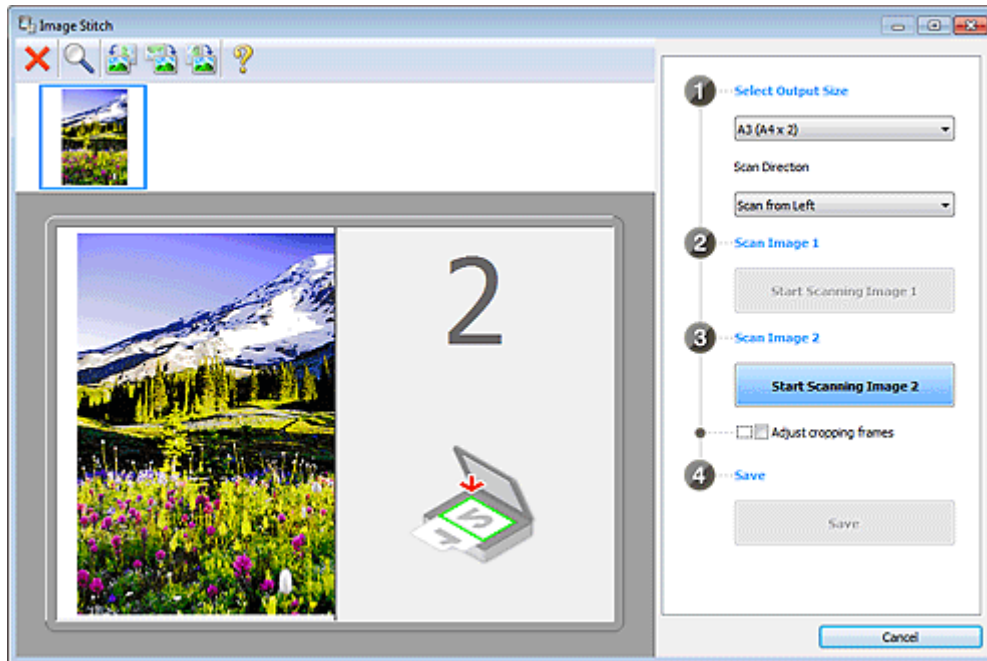 Image Stitch
1 Select Output Size
A3 (A4 x 2)
Scan Direction
Scan from Left
2 Scan Image 1
Start Scanning Image 1
3 Scan Image 2
Start Scanning Image 2
Adjust cropping frames
4 Save
Save
Cancel
2